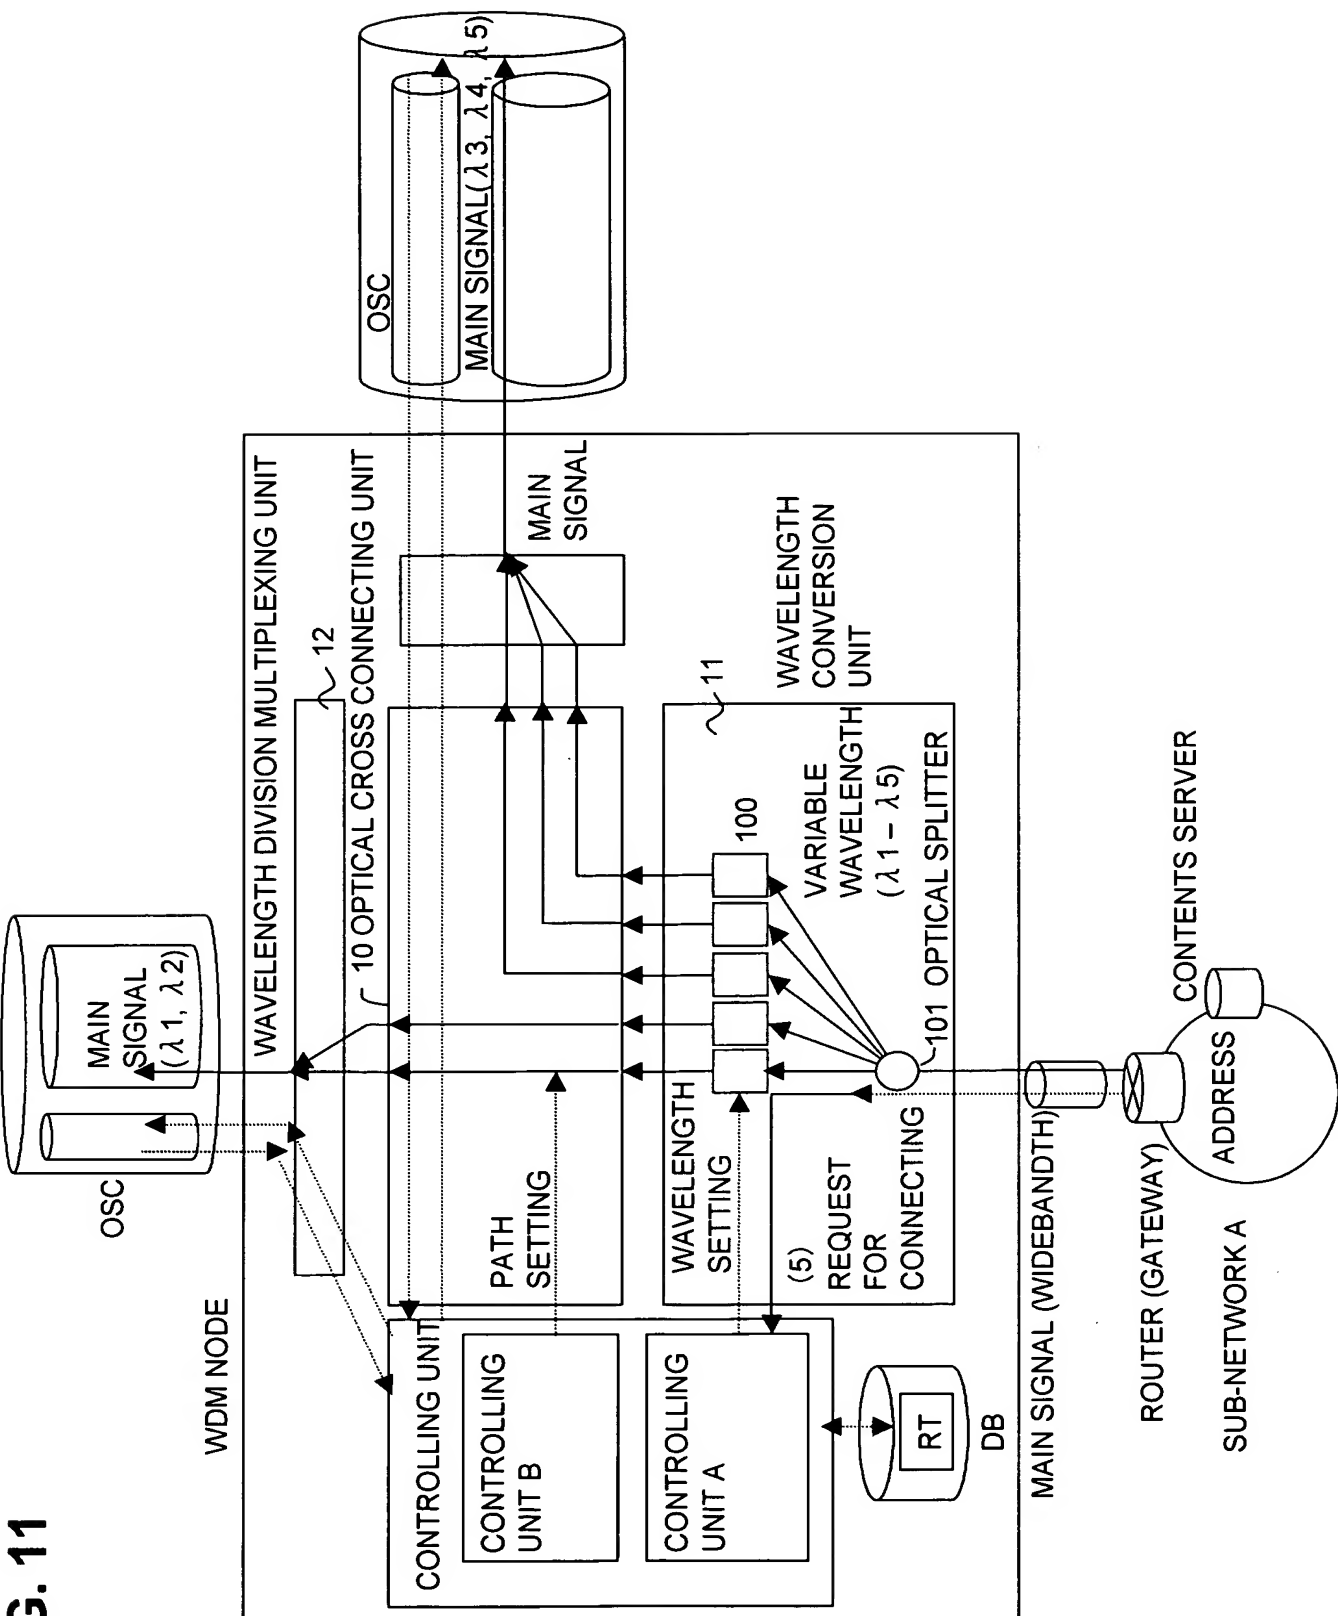 G. 11
WDM NODE
OSC
MAIN
SIGNAL
(λ1, λ2)
WAVELENGTH DIVISION MULTIPLEXING UNIT
12
10 OPTICAL CROSS CONNECTING UNIT
OSC
MAIN SIGNAL(λ3, λ4, λ5)
CONTROLLING UNIT
CONTROLLING
UNIT B
PATH
SETTING
MAIN
SIGNAL
CONTROLLING
UNIT A
WAVELENGTH
SETTING
100
11
WAVELENGTH
CONVERSION
UNIT
VARIABLE
WAVELENGTH
(λ1-λ5)
(5)
REQUEST
FOR
CONNECTING
101 OPTICAL SPLITTER
RT
DB
MAIN SIGNAL (WIDEBANDTH)
ROUTER (GATEWAY)
ADDRESS
CONTENTS SERVER
SUB-NETWORK A